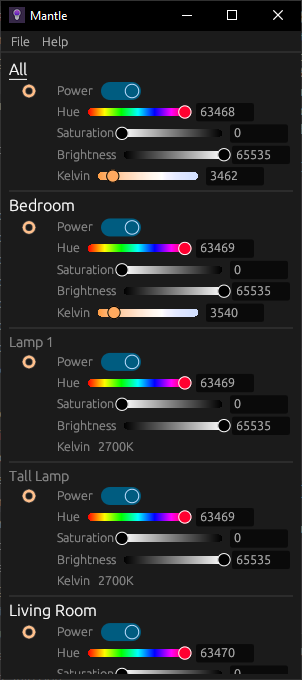 Mantle
File Help
All
Power
Hue 63468
Saturation 0
Brightness 65535
Kelvin 3462
Bedroom
Power
Hue 63469
Saturation 0
Brightness 65535
Kelvin 3540
Lamp 1
Power
Hue 63469
Saturation 0
Brightness 65535
Kelvin 2700K
Tall Lamp
Power
Hue 63469
Saturation 0
Brightness 65535
Kelvin 2700K
Living Room
Power
Hue 63470
Saturation 0